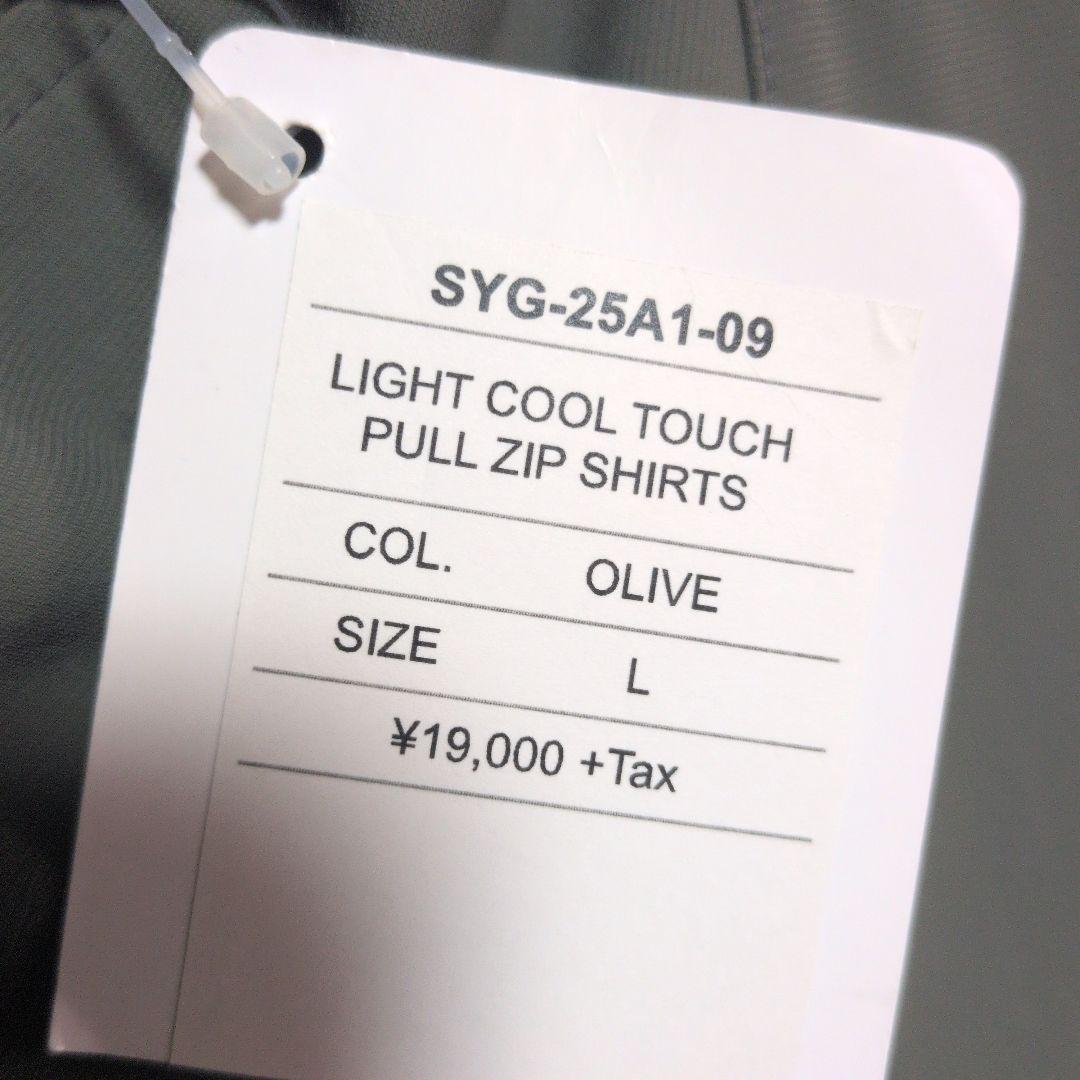 SYG-25A1-09
LIGHT COOL TOUCH
PULL ZIP SHIRTS
COL. OLIVE
SIZE L
¥19,000 +Tax